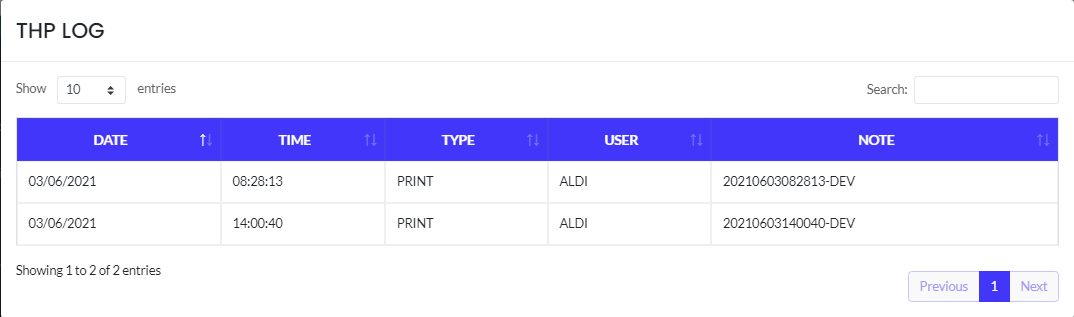 THP LOG
Show 10 entries Search:
DATE TIME TYPE USER NOTE
03/06/2021 08:28:13 PRINT ALDI 20210603082813-DEV
03/06/2021 14:00:40 PRINT ALDI 20210603140040-DEV
Showing 1 to 2 of 2 entries
Previous 1 Next